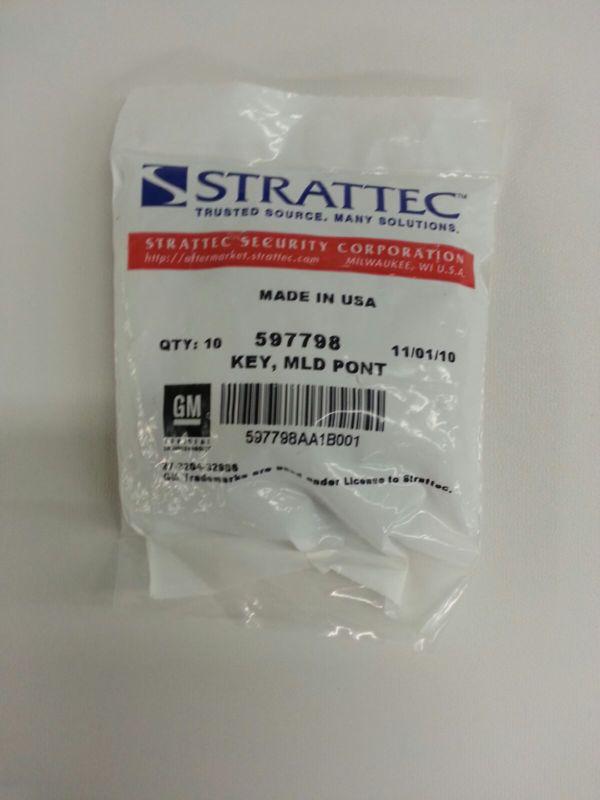 STRATTEC™
TRUSTED SOURCE. MANY SOLUTIONS.
STRATTEC SECURITY CORPORATION
http://aftermarket.strattec.com MILWAUKEE, WI U.S.A.
MADE IN USA
QTY: 10 597798 11/01/10
KEY, MLD PONT
GM
597798AA1B001
GM Trademarks are used under License to Strattec.